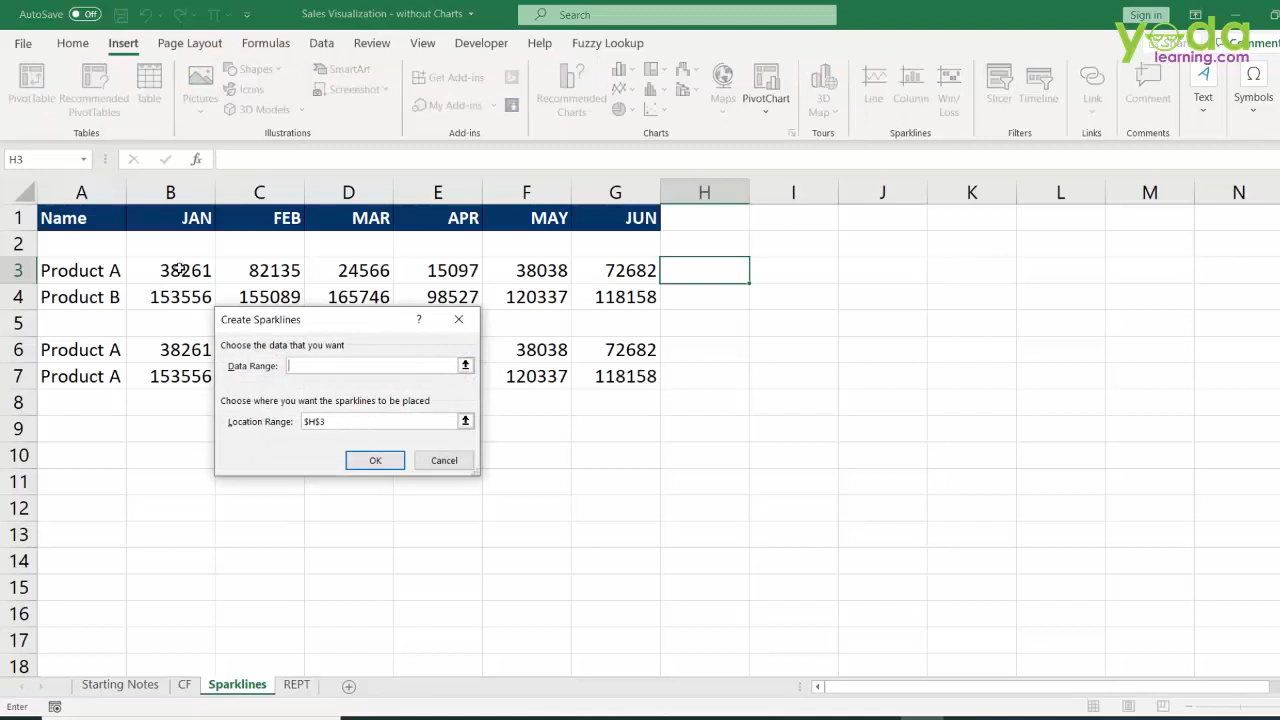 AutoSave Off
Sales Visualization - without Charts
Search
Sign in
yoda
learning.com
File Home Insert Page Layout Formulas Data Review View Developer Help Fuzzy Lookup
PivotTable
Recommended
PivotTables
Table
Tables
Pictures
Shapes
Icons
3D Models
SmartArt
Screenshot
Illustrations
Get Add-ins
My Add-ins
Add-ins
Recommended
Charts
Maps
PivotChart
Charts
3D
Map
Tours
Line
Column
Win/
Loss
Sparklines
Slicer
Timeline
Filters
Link
Links
Comment
Comments
Text
Symbols
H3
fx
A B C D E F G H I J K L M N
1 Name JAN FEB MAR APR MAY JUN
2
3 Product A 38261 82135 24566 15097 38038 72682
4 Product B 153556 155089 165746 98527 120337 118158
5
6 Product A 38261 38038 72682
7 Product A 153556 120337 118158
8
9
10
11
12
13
14
15
16
17
18
Create Sparklines ?
Choose the data that you want
Data Range:
Choose where you want the sparklines to be placed
Location Range: $H$3
OK Cancel
Starting Notes CF Sparklines REPT
Enter